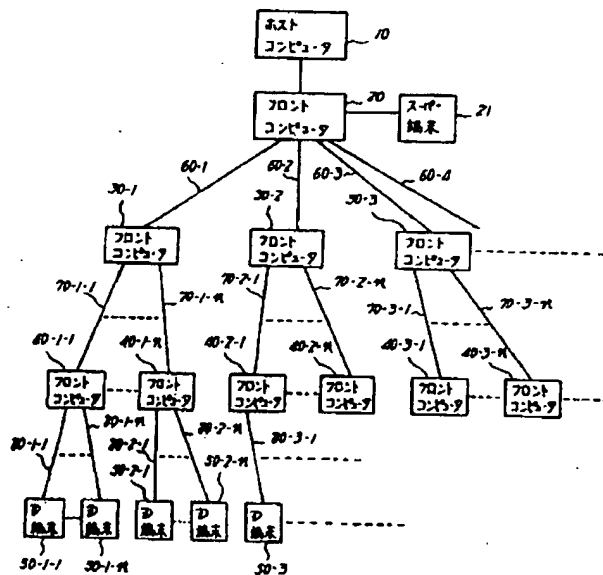 ホスト
コンピュータ
10
フロント
コンピュータ
20
スーパー
端末
21
60-1
60-2
60-3
60-4
30-1
フロント
コンピュータ
30-2
フロント
コンピュータ
30-3
フロント
コンピュータ
70-1-1
70-1-n
70-2-1
70-2-n
70-3-1
70-3-n
40-1-1
フロント
コンピュータ
40-1-n
フロント
コンピュータ
40-2-1
フロント
コンピュータ
40-2-n
フロント
コンピュータ
40-3-1
フロント
コンピュータ
40-3-n
フロント
コンピュータ
80-1-1
80-1-n
80-2-1
80-2-n
80-3-1
50-2-1
50-2-n
D
端末
D
端末
D
端末
D
端末
D
端末
50-1-1
50-1-n
50-3